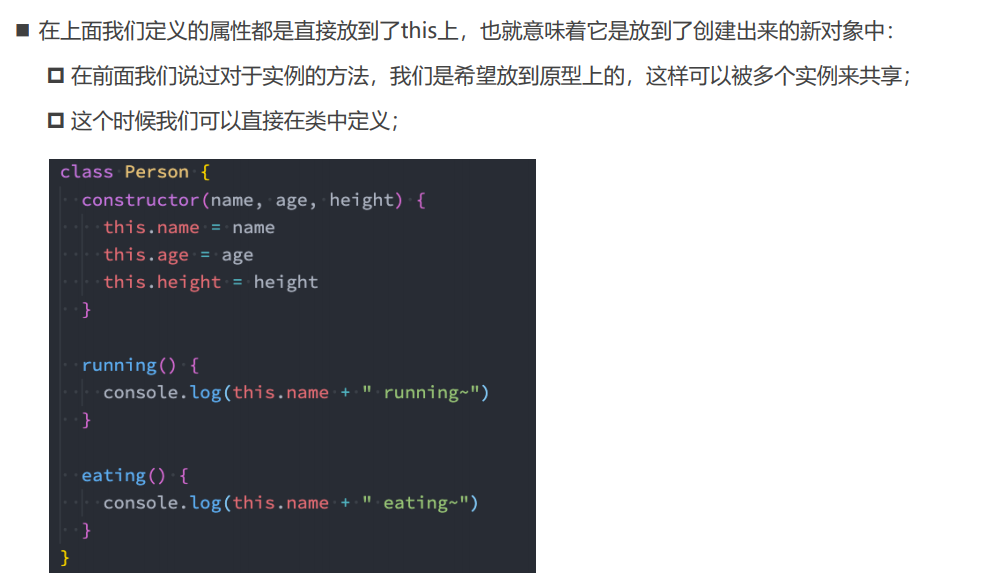 ■ 在上面我们定义的属性都是直接放到了this上，也就意味着它是放到了创建出来的新对象中：
在前面我们说过对于实例的方法，我们是希望放到原型上的，这样可以被多个实例来共享；
这个时候我们可以直接在类中定义；
class Person {
  constructor(name, age, height) {
    this.name = name
    this.age = age
    this.height = height
  }
  running() {
    console.log(this.name + " running~")
  }
  eating() {
    console.log(this.name + " eating~")
  }
}